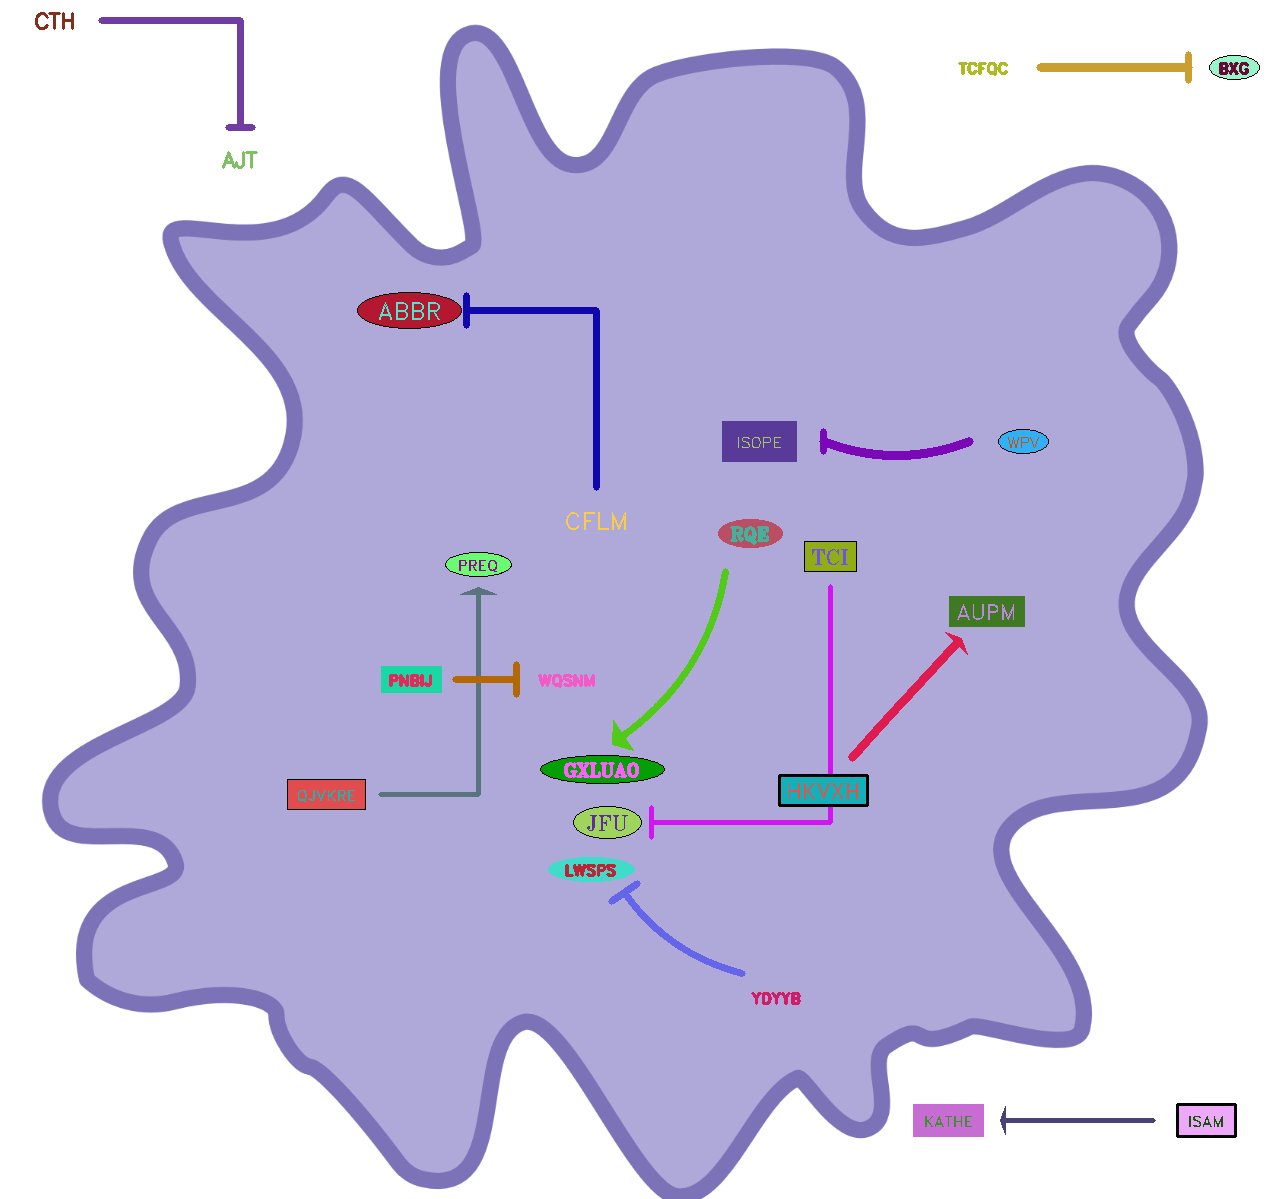 CTH
TCFQC
BXG
AJT
ABBR
ISOPE
WPV
CFLM
RQE
TCI
PREQ
AUPM
PNBIJ
WQSNM
GXLUAO
QJVKRE
HKVXH
JFU
LWSPS
YDYYB
KATHE
ISAM